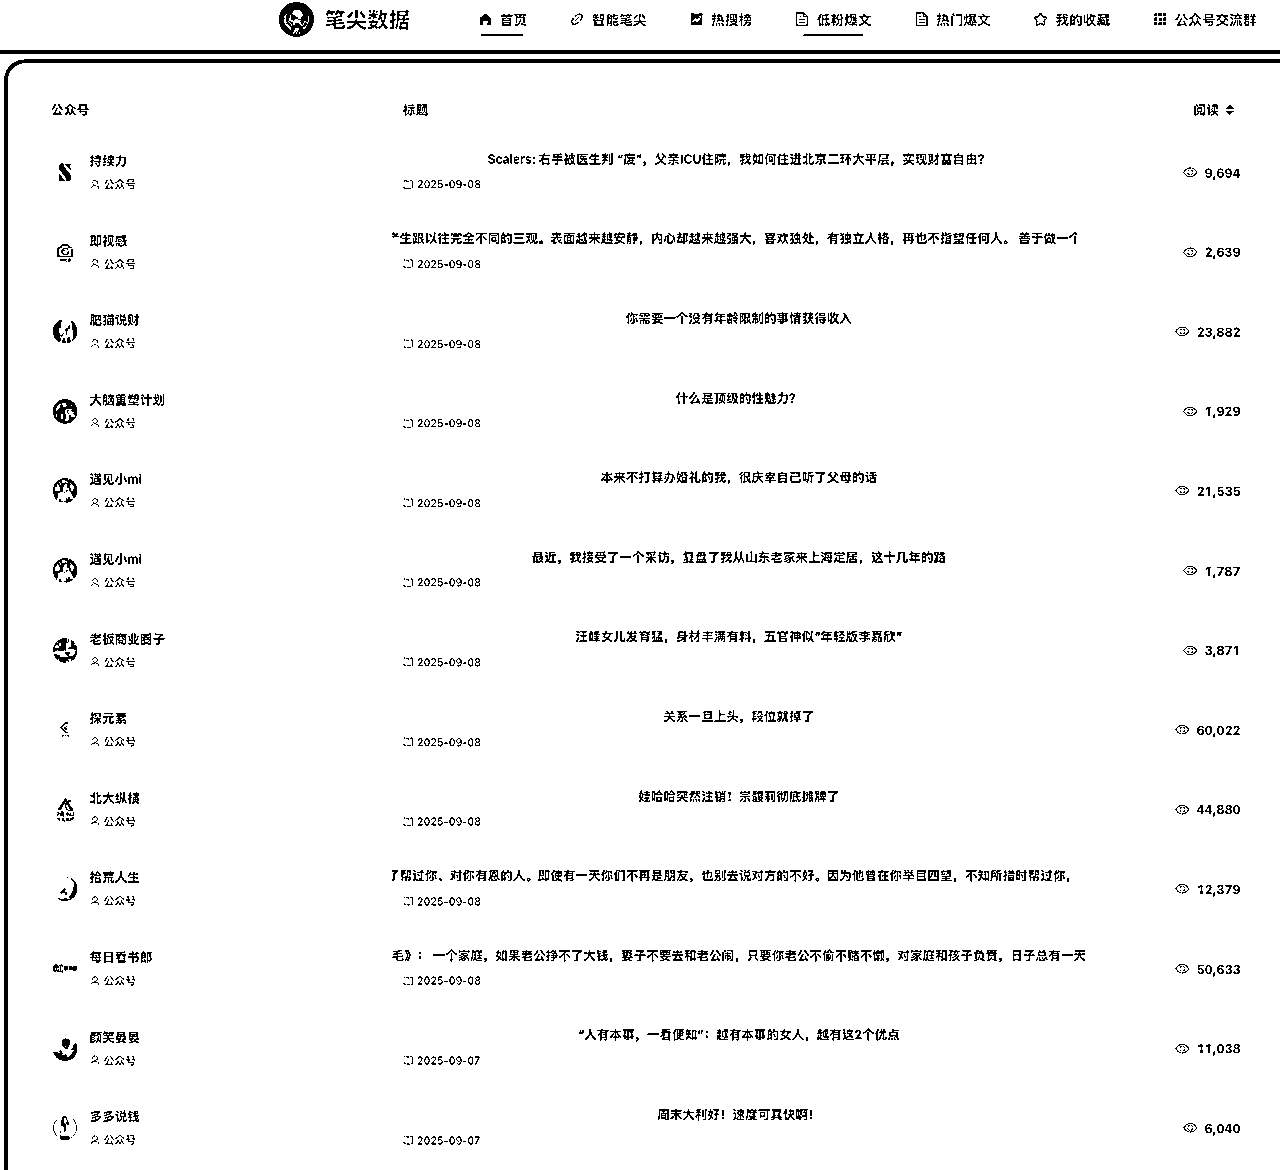 笔尖数据 首页 智能笔尖 热搜榜 低粉爆文 热门爆文 我的收藏 公众号交流群
公众号 标题 阅读
持续力 Scalers: 右手被医生判 “废”，父亲ICU住院，我如何住进北京二环大平层，实现财富自由？ 9,694
公众号 2025-09-08
即视感 生跟以往完全不同的三观。表面越来越安静，内心却越来越强大，喜欢独处，有独立人格，再也不指望任何人。善于做一个 2,639
公众号 2025-09-08
肥猫说财 你需要一个没有年龄限制的事情获得收入 23,882
公众号 2025-09-08
大脑重塑计划 什么是顶级的性魅力？ 1,929
公众号 2025-09-08
遇见小mi 本来不打算办婚礼的我，很庆幸自己听了父母的话 21,535
公众号 2025-09-08
遇见小mi 最近，我接受了一个采访，复盘了我从山东老家来上海定居，这十几年的路 1,787
公众号 2025-09-08
老板商业圈子 汪峰女儿发育猛，身材丰满有料，五官神似“年轻版李嘉欣” 3,871
公众号 2025-09-08
探元素 关系一旦上头，段位就掉了 60,022
公众号 2025-09-08
北大纵横 娃哈哈突然注销！宗馥莉彻底摊牌了 44,880
公众号 2025-09-08
拾荒人生 了帮过你、对你有恩的人。即使有一天你们不再是朋友，也别去说对方的不好。因为他曾在你举目四望，不知所措时帮过你， 12,379
公众号 2025-09-08
每日看书郎 毛》：一个家庭，如果老公挣不了大钱，妻子不要去和老公闹，只要你老公不偷不赌不懒，对家庭和孩子负责，日子总有一天 50,633
公众号 2025-09-08
颜笑晏晏 “人有本事，一看便知”：越有本事的女人，越有这2个优点 11,038
公众号 2025-09-07
多多说钱 周末大利好！速度可真快啊！ 6,040
公众号 2025-09-07